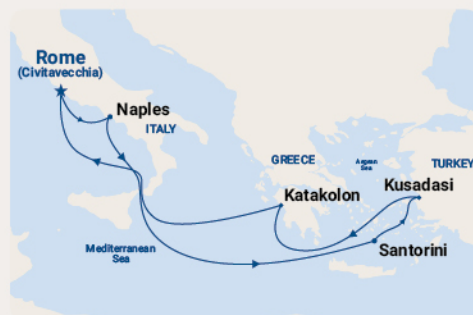 Rome
(Civitavecchia)
Naples
ITALY
GREECE
Aegean
Sea
TURKEY
Katakolon
Kusadasi
Mediterranean
Sea
Santorini